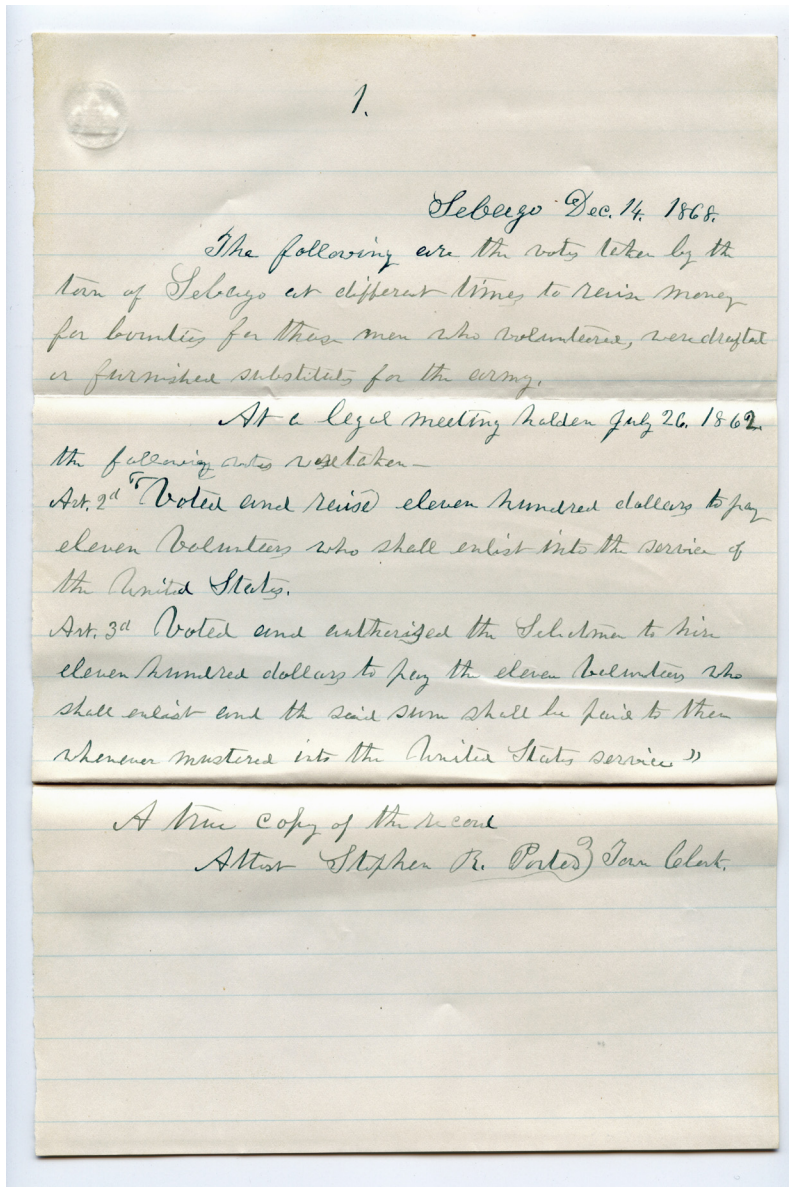 1.
Sebago Dec. 14. 1868.
The following are the votes taken by the
town of Sebago at different times to raise money
for bounties for those men who volunteered, were drafted
or furnished substitutes for the army.
At a legal meeting holden July 26. 1862
the following votes were taken—
Art. 2d "Voted and raised eleven hundred dollars to pay
eleven Volunteers who shall enlist into the service of
the United States.
Art. 3d Voted and authorized the Selectmen to hire
eleven hundred dollars to pay the eleven Volunteers who
shall enlist and the said sum shall be paid to them
whenever mustered into the United States service"
A true copy of the record
Attest Stephen R. Porter) Town Clerk.